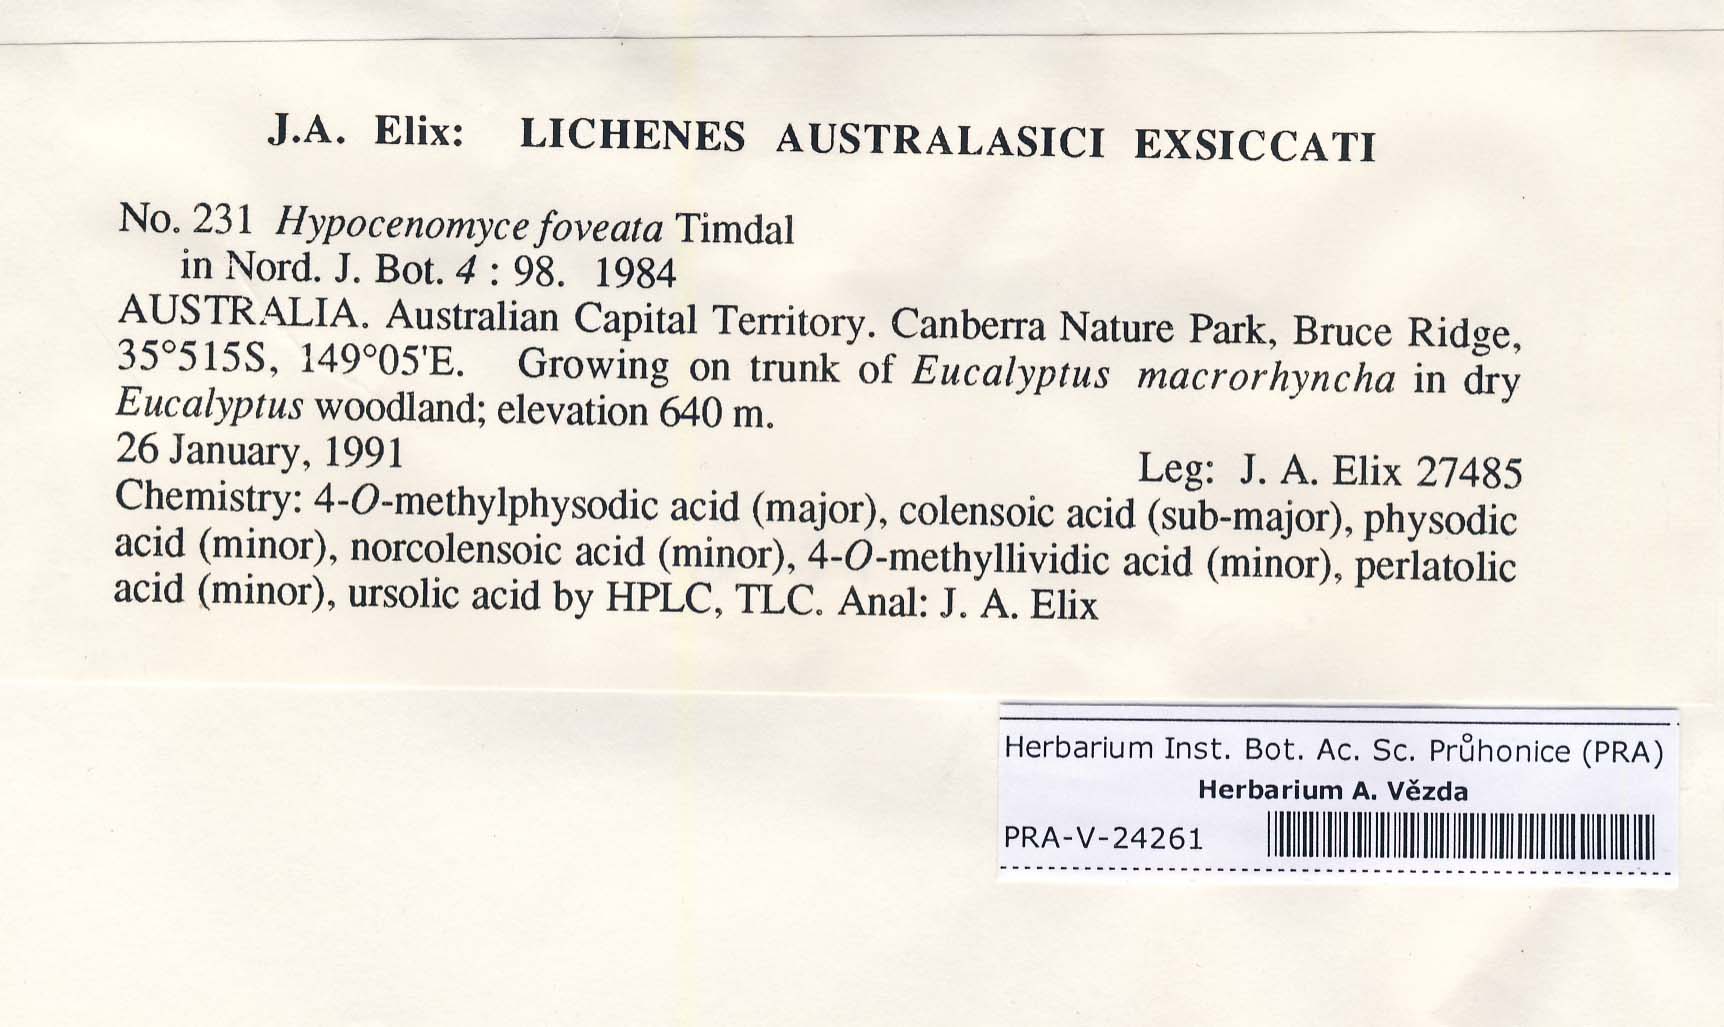 J.A. Elix: LICHENES AUSTRALASICI EXSICCATI
No. 231 Hypocenomyce foveata Timdal
in Nord. J. Bot. 4 : 98. 1984
AUSTRALIA. Australian Capital Territory. Canberra Nature Park, Bruce Ridge,
35°515S, 149°05'E. Growing on trunk of Eucalyptus macrorhyncha in dry
Eucalyptus woodland; elevation 640 m.
26 January, 1991 Leg: J. A. Elix 27485
Chemistry: 4-O-methylphysodic acid (major), colensoic acid (sub-major), physodic
acid (minor), norcolensoic acid (minor), 4-O-methyllividic acid (minor), perlatolic
acid (minor), ursolic acid by HPLC, TLC. Anal: J. A. Elix
Herbarium Inst. Bot. Ac. Sc. Průhonice (PRA)
Herbarium A. Vězda
PRA-V-24261